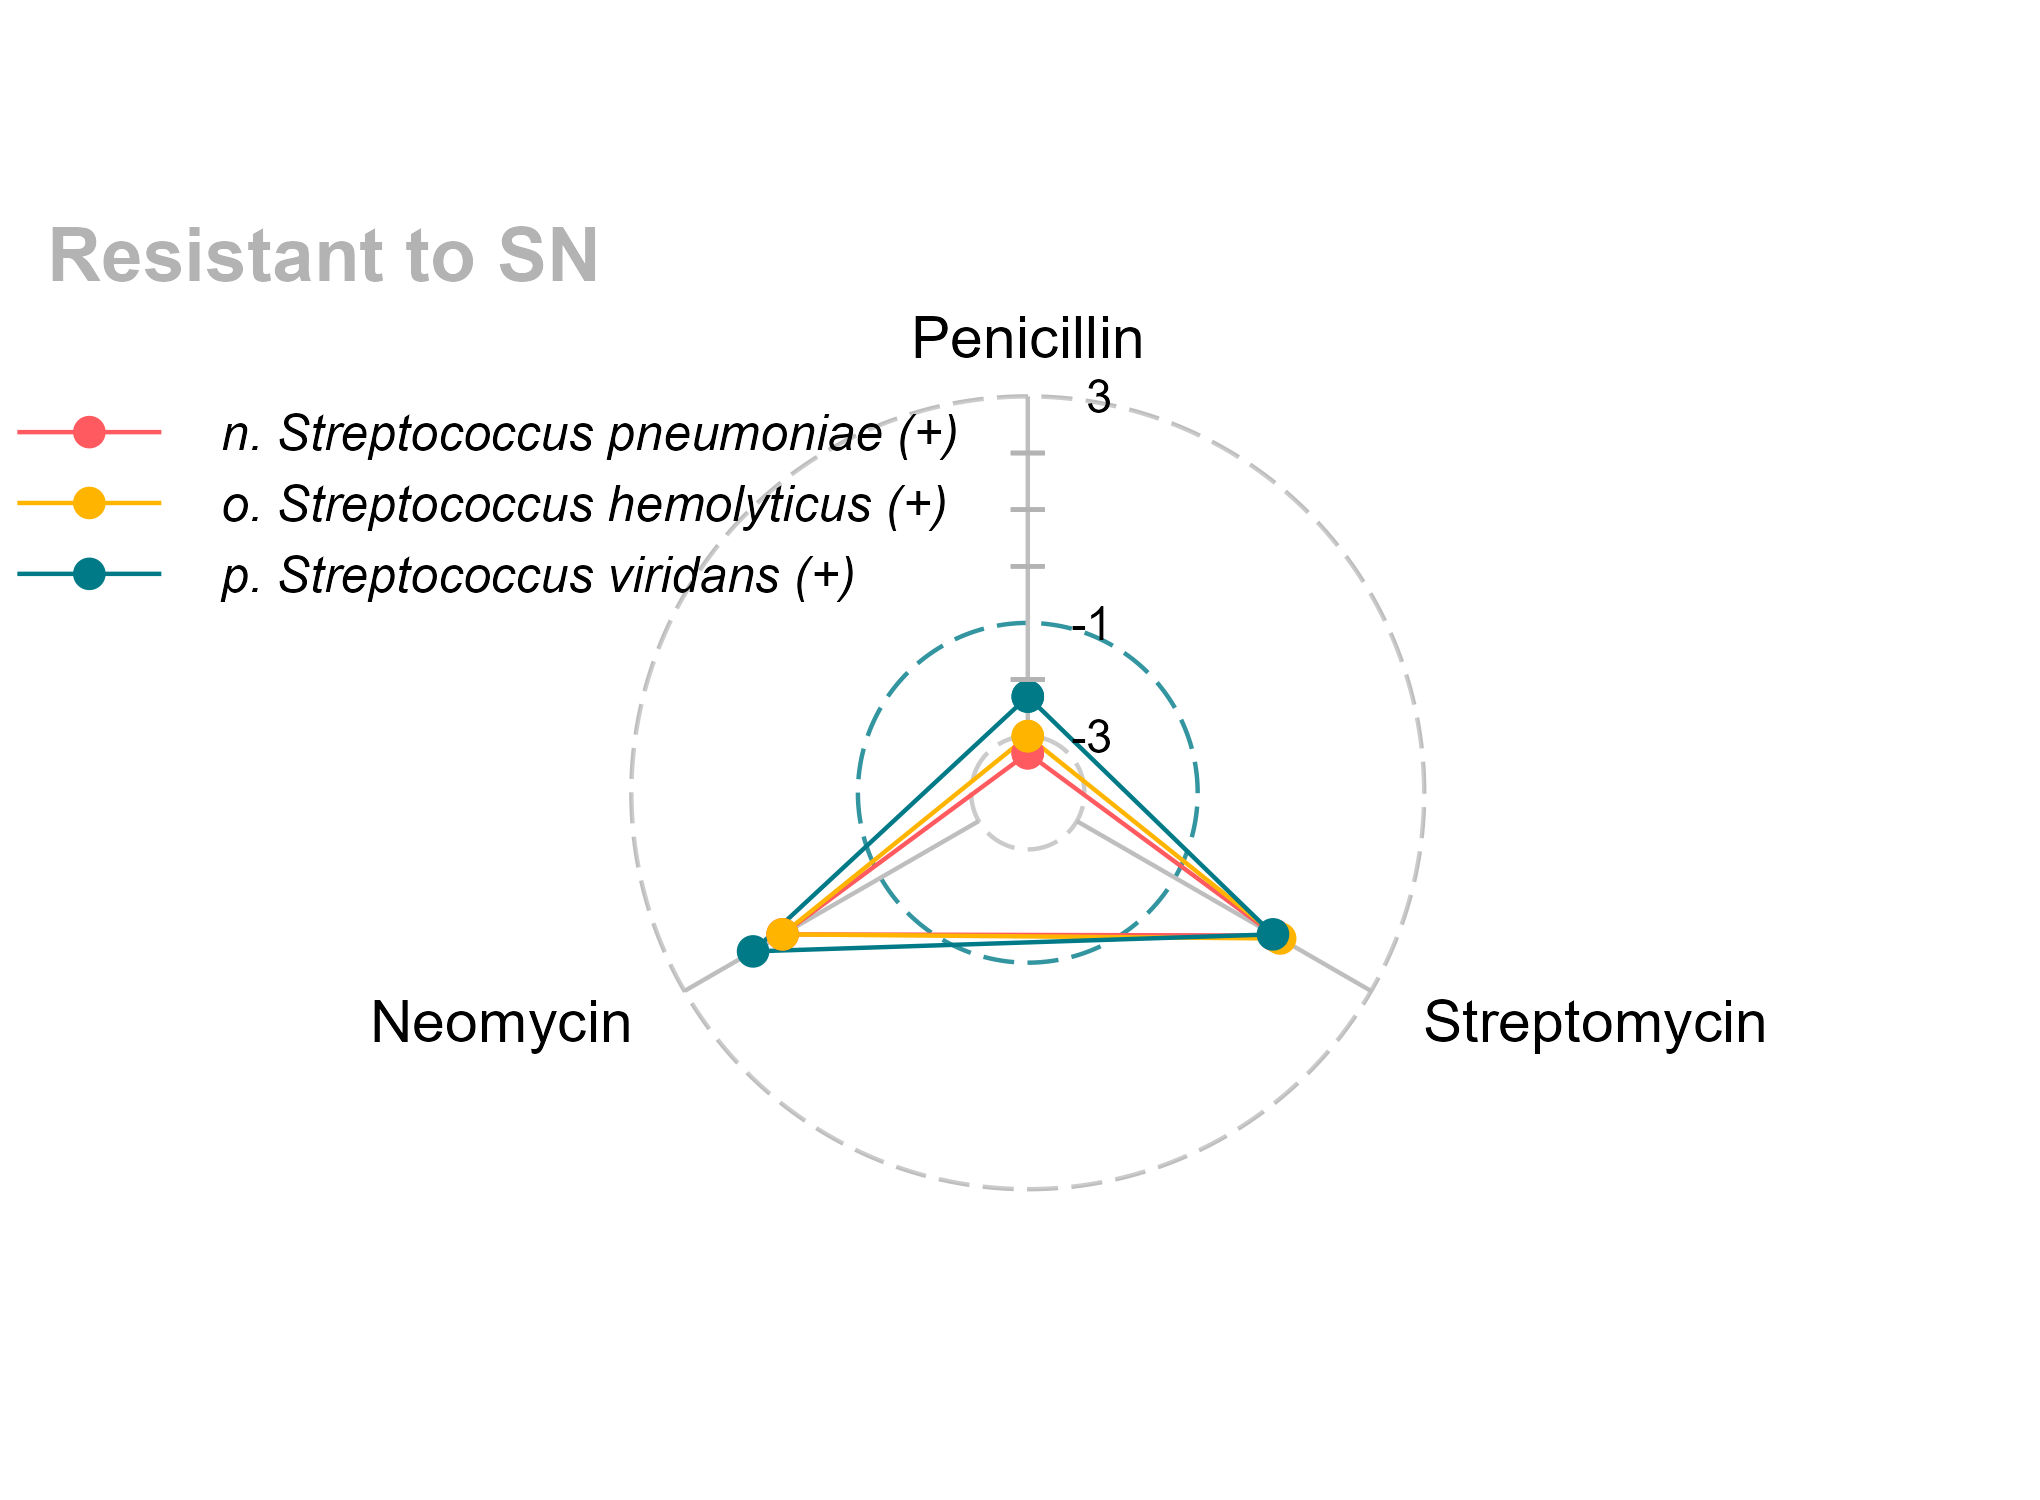 Resistant to SN
Penicillin
3
n. Streptococcus pneumoniae (+)
o. Streptococcus hemolyticus (+)
p. Streptococcus viridans (+)
-1
-3
Neomycin
Streptomycin